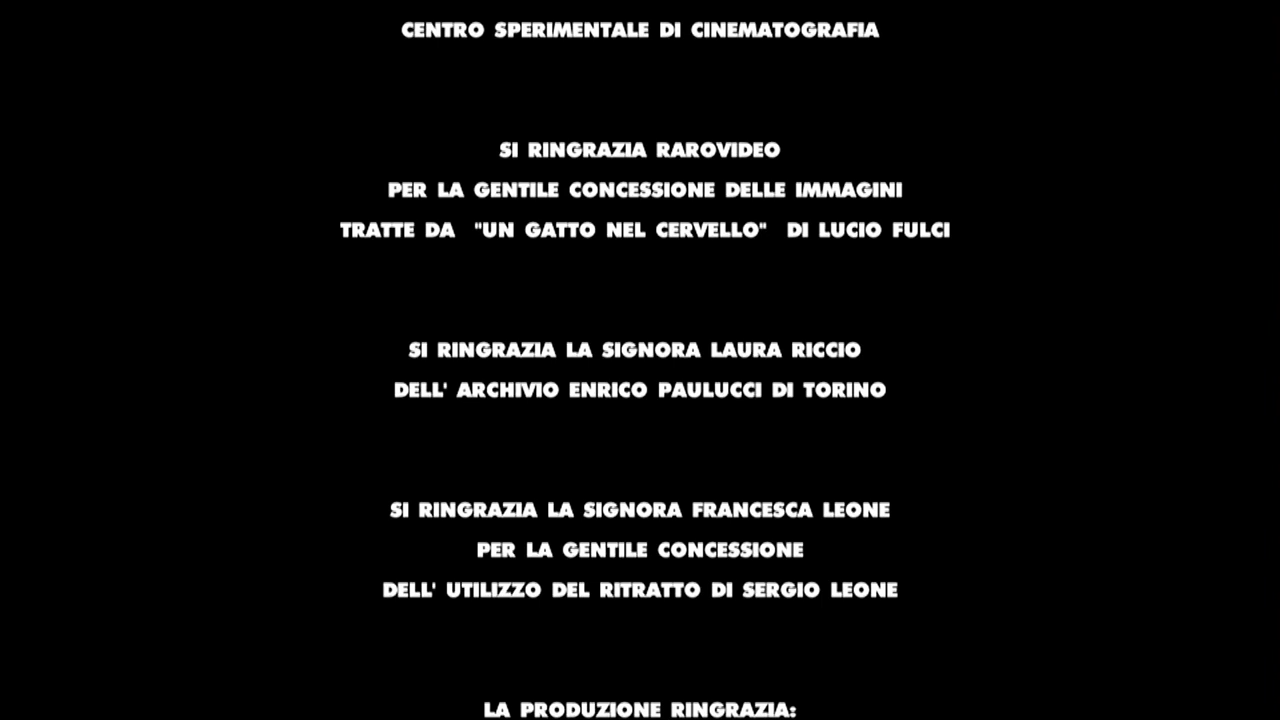 CENTRO SPERIMENTALE DI CINEMATOGRAFIA
SI RINGRAZIA RAROVIDEO
PER LA GENTILE CONCESSIONE DELLE IMMAGINI
TRATTE DA "UN GATTO NEL CERVELLO" DI LUCIO FULCI
SI RINGRAZIA LA SIGNORA LAURA RICCIO
DELL' ARCHIVIO ENRICO PAULUCCI DI TORINO
SI RINGRAZIA LA SIGNORA FRANCESCA LEONE
PER LA GENTILE CONCESSIONE
DELL' UTILIZZO DEL RITRATTO DI SERGIO LEONE
LA PRODUZIONE RINGRAZIA: